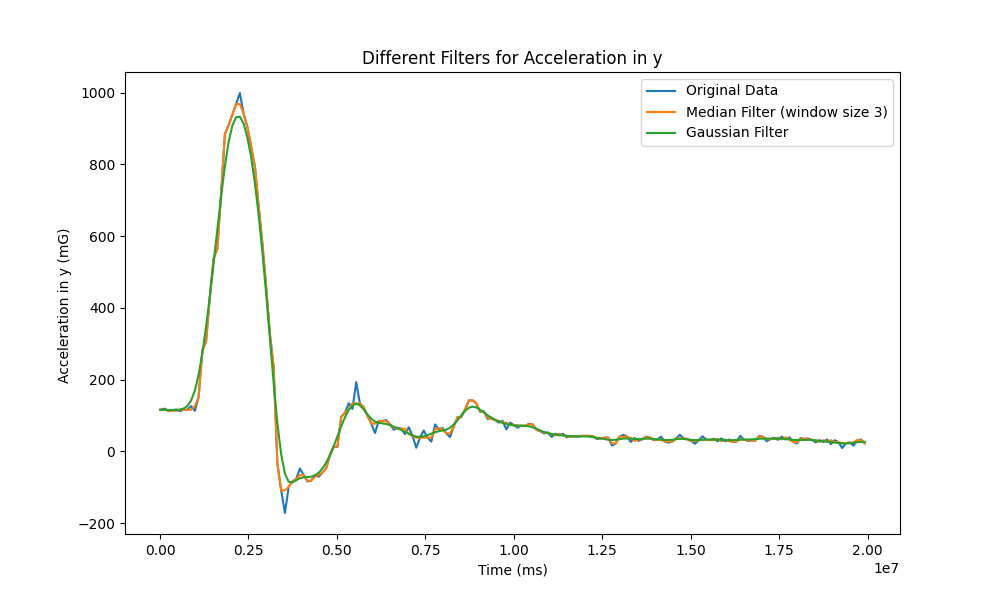 Different Filters for Acceleration in y
Original Data
Median Filter (window size 3)
Gaussian Filter
Acceleration in y (mG)
1000
800
600
400
200
0
−200
0.00 0.25 0.50 0.75 1.00 1.25 1.50 1.75 2.00
1e7
Time (ms)